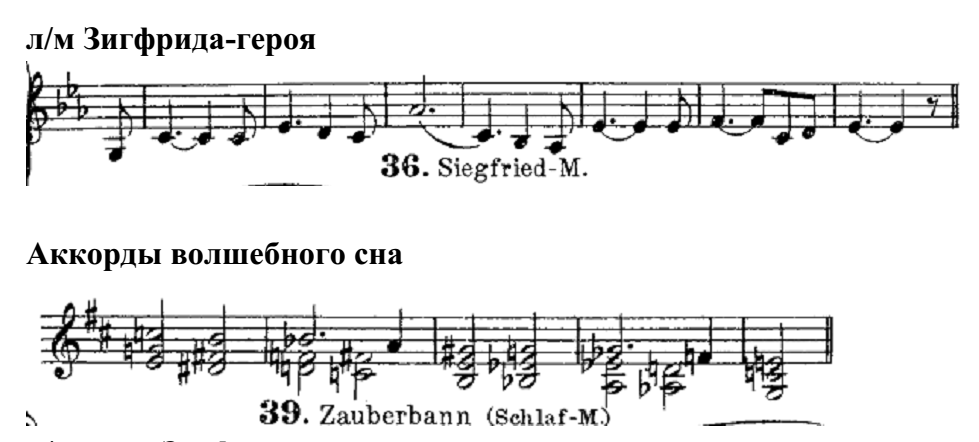 л/м Зигфрида-героя
36. Siegfried-M.
Аккорды волшебного сна
39. Zauberbann (Schlaf-M.)